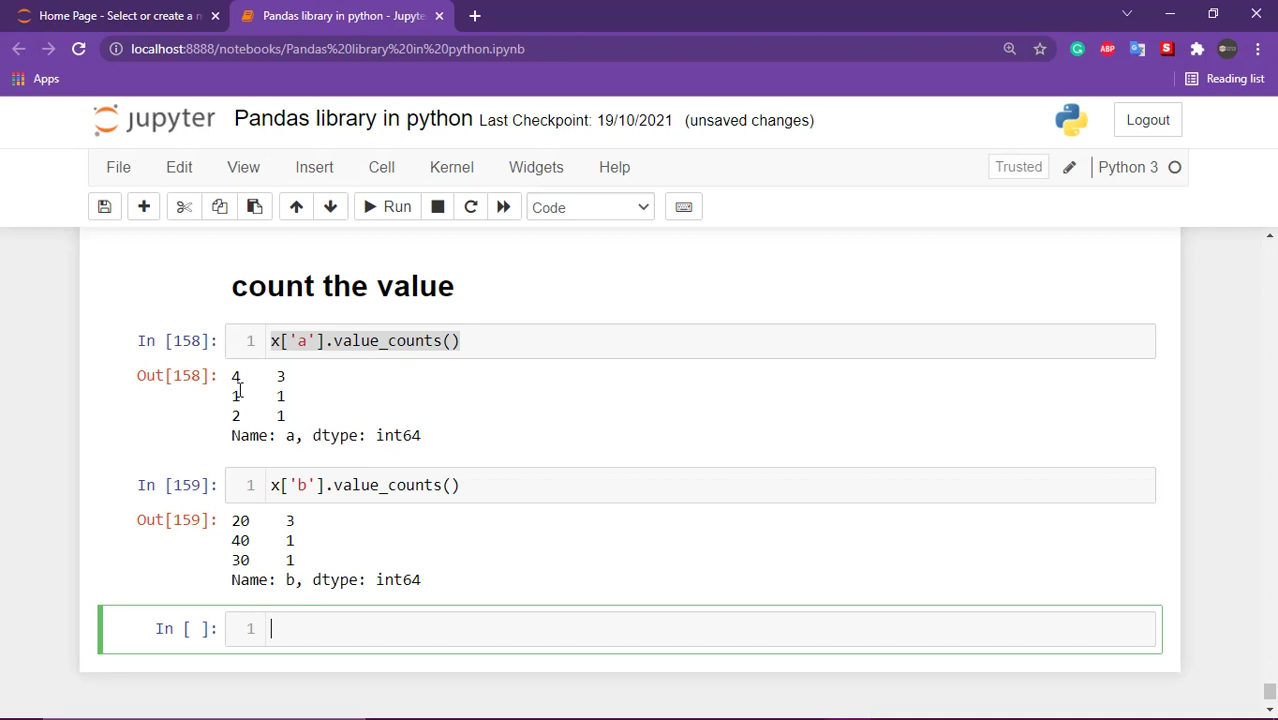 Home Page - Select or create a n
Pandas library in python - Jupyte
localhost:8888/notebooks/Pandas%20library%20in%20python.ipynb
ABP
S
Apps
Reading list
jupyter
Pandas library in python Last Checkpoint: 19/10/2021 (unsaved changes)
Logout
File Edit View Insert Cell Kernel Widgets Help
Trusted
Python 3
Run
Code
count the value
In [158]: 1 x['a'].value_counts()
Out[158]: 4 3
1 1
2 1
Name: a, dtype: int64
In [159]: 1 x['b'].value_counts()
Out[159]: 20 3
40 1
30 1
Name: b, dtype: int64
In [ ]: 1